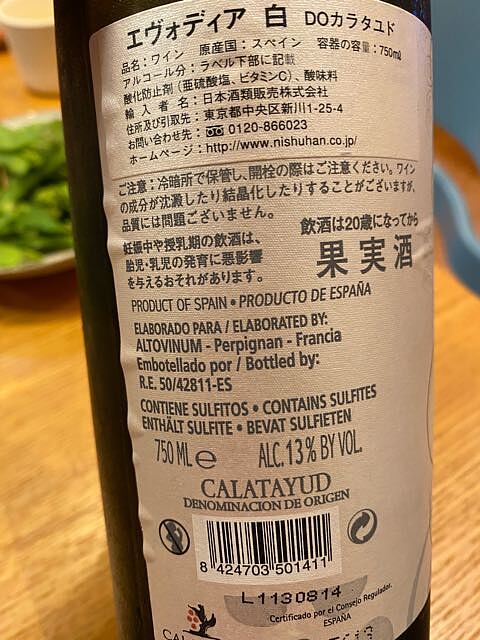 エヴォディア 白 DOカラタユド
品名：ワイン 原産国：スペイン 容器の容量：750mℓ
アルコール分：ラベル下部に記載
酸化防止剤（亜硫酸塩、ビタミンC）、酸味料
輸入者名：日本酒類販売株式会社
住所及び引取先：東京都中央区新川1-25-4
お問い合わせ先：0120-866023
ホームページ：http://www.nishuhan.co.jp/
ご注意：冷暗所で保管し、開栓の際はご注意ください。ワイン
の成分が沈澱したり結晶化したりすることがございますが、
品質には問題ございません。
妊娠中や授乳期の飲酒は、
胎児・乳児の発育に悪影響
を与えるおそれがあります。
飲酒は20歳になってから
果実酒
PRODUCT OF SPAIN • PRODUCTO DE ESPAÑA
ELABORADO PARA / ELABORATED BY:
ALTOVINUM - Perpignan - Francia
Embotellado por / Bottled by:
R.E. 50/42811-ES
CONTIENE SULFITOS • CONTAINS SULFITES
ENTHÄLT SULFITE • BEVAT SULFIETEN
750 ML ℮ ALC. 13% BY VOL.
CALATAYUD
DENOMINACION DE ORIGEN
8 424703 501411
L1130814
Certificado por el Consejo Regulador.
ESPAÑA